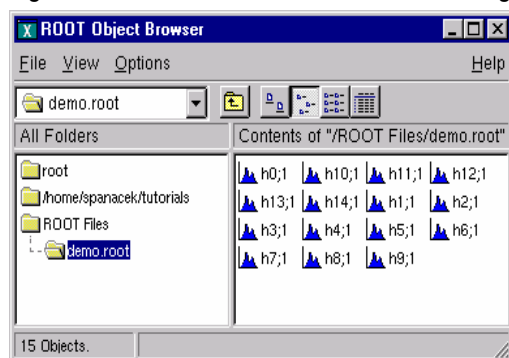 ROOT Object Browser
File View Options Help
demo.root
All Folders
Contents of "/ROOT Files/demo.root"
root
/home/spanacek/tutorials
ROOT Files
demo.root
h0;1 h10;1 h11;1 h12;1
h13;1 h14;1 h1;1 h2;1
h3;1 h4;1 h5;1 h6;1
h7;1 h8;1 h9;1
15 Objects.